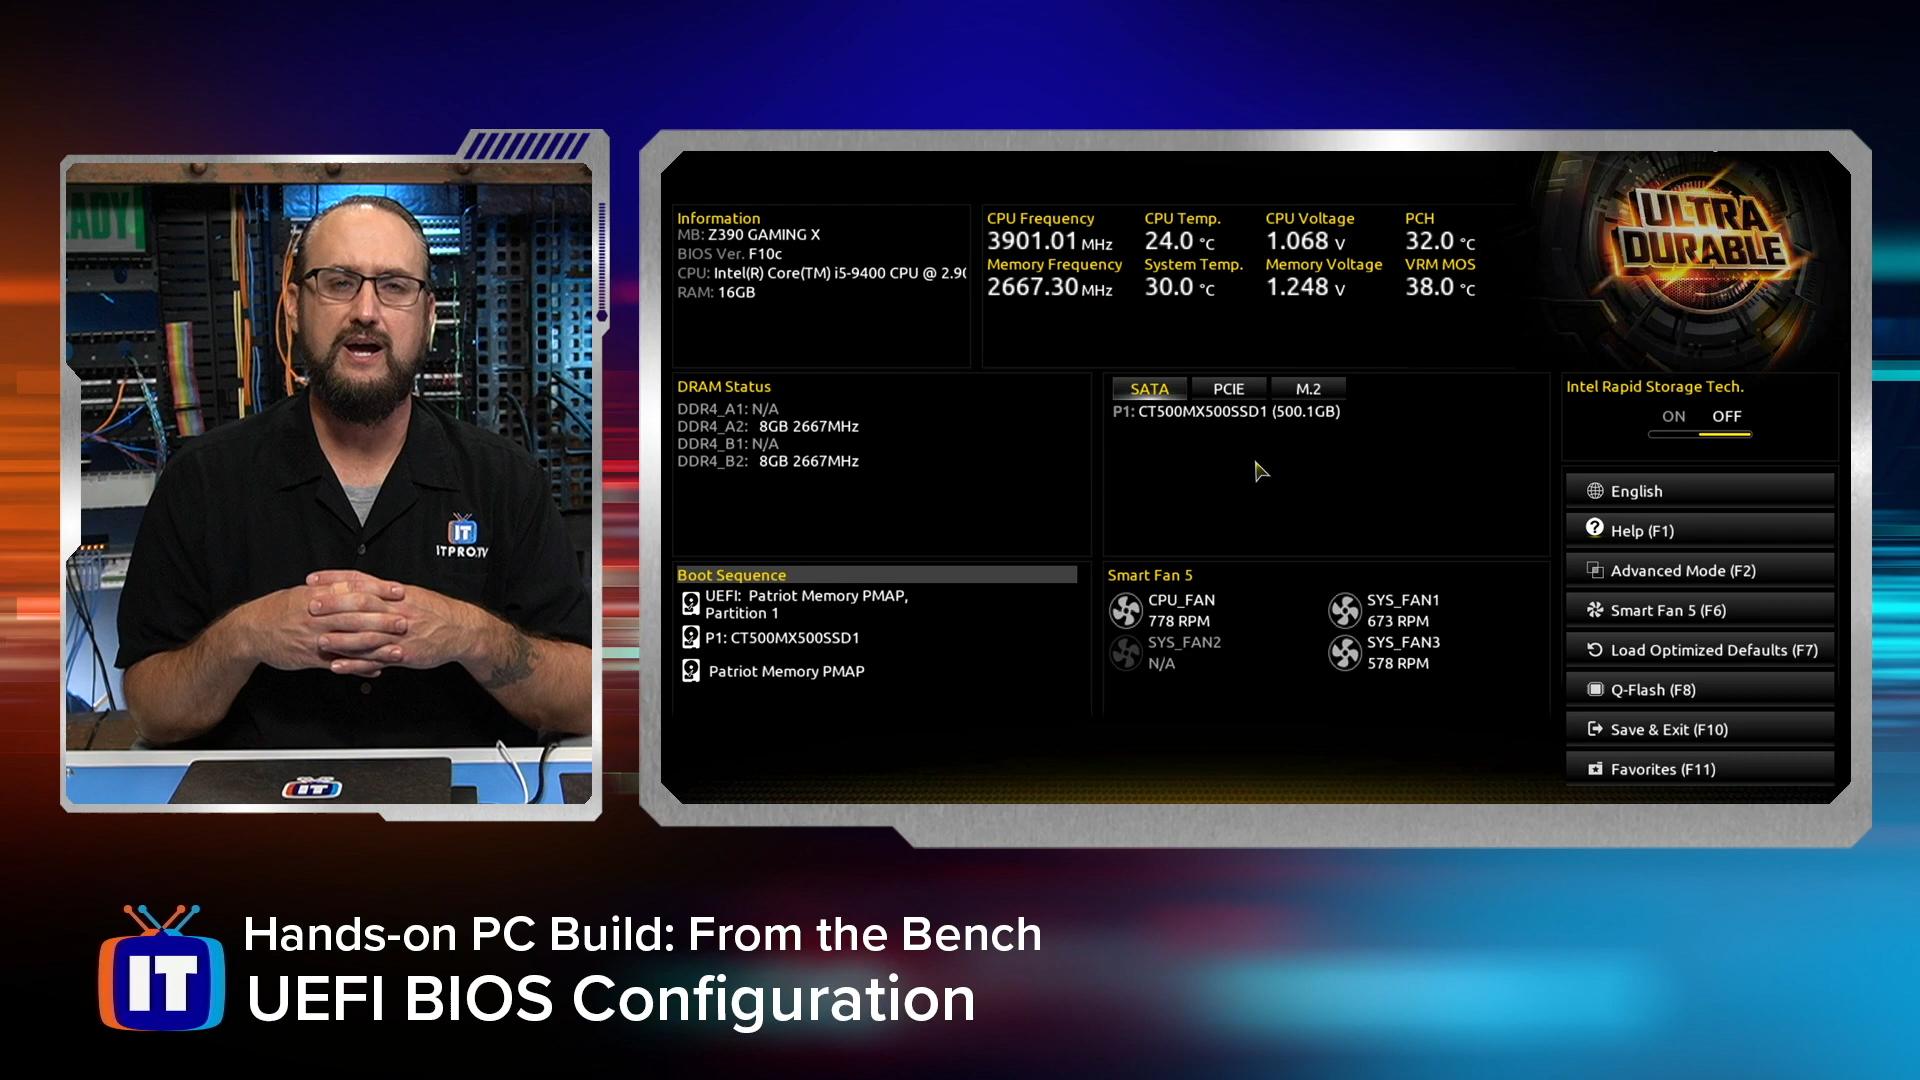 ADY
IT
ITPRO.TV
IT
Information
MB: Z390 GAMING X
BIOS Ver. F10c
CPU: Intel(R) Core(TM) i5-9400 CPU @ 2.90
RAM: 16GB
CPU Frequency
3901.01 MHz
CPU Temp.
24.0 °C
CPU Voltage
1.068 V
PCH
32.0 °C
Memory Frequency
2667.30 MHz
System Temp.
30.0 °C
Memory Voltage
1.248 V
VRM MOS
38.0 °C
ULTRA
DURABLE
DRAM Status
DDR4_A1: N/A
DDR4_A2: 8GB 2667MHz
DDR4_B1: N/A
DDR4_B2: 8GB 2667MHz
SATA PCIE M.2
P1: CT500MX500SSD1 (500.1GB)
Intel Rapid Storage Tech.
ON OFF
Boot Sequence
UEFI: Patriot Memory PMAP,
Partition 1
P1: CT500MX500SSD1
Patriot Memory PMAP
Smart Fan 5
CPU_FAN
778 RPM
SYS_FAN1
673 RPM
SYS_FAN2
N/A
SYS_FAN3
578 RPM
English
Help (F1)
Advanced Mode (F2)
Smart Fan 5 (F6)
Load Optimized Defaults (F7)
Q-Flash (F8)
Save & Exit (F10)
Favorites (F11)
IT
Hands-on PC Build: From the Bench
UEFI BIOS Configuration